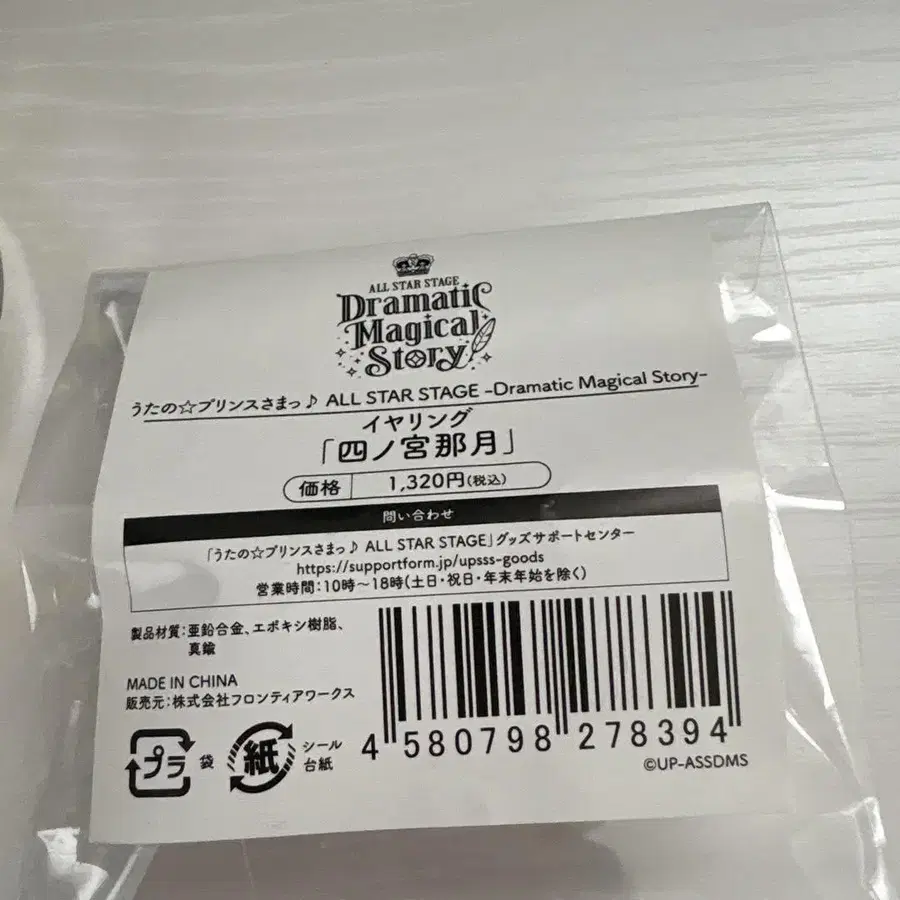 ALL STAR STAGE
Dramatic
Magical
Story
うたの☆プリンスさまっ♪ ALL STAR STAGE -Dramatic Magical Story-
イヤリング
「四ノ宮那月」
価格 1,320円(税込)
問い合わせ
「うたの☆プリンスさまっ♪ ALL STAR STAGE」グッズサポートセンター
https://supportform.jp/upsss-goods
営業時間:10時〜18時(土日・祝日・年末年始を除く)
製品材質:亜鉛合金、エポキシ樹脂、
真鍮
MADE IN CHINA
販売元:株式会社フロンティアワークス
プラ 袋
紙 シール
台紙
4 580798 278394
©UP-ASSDMS